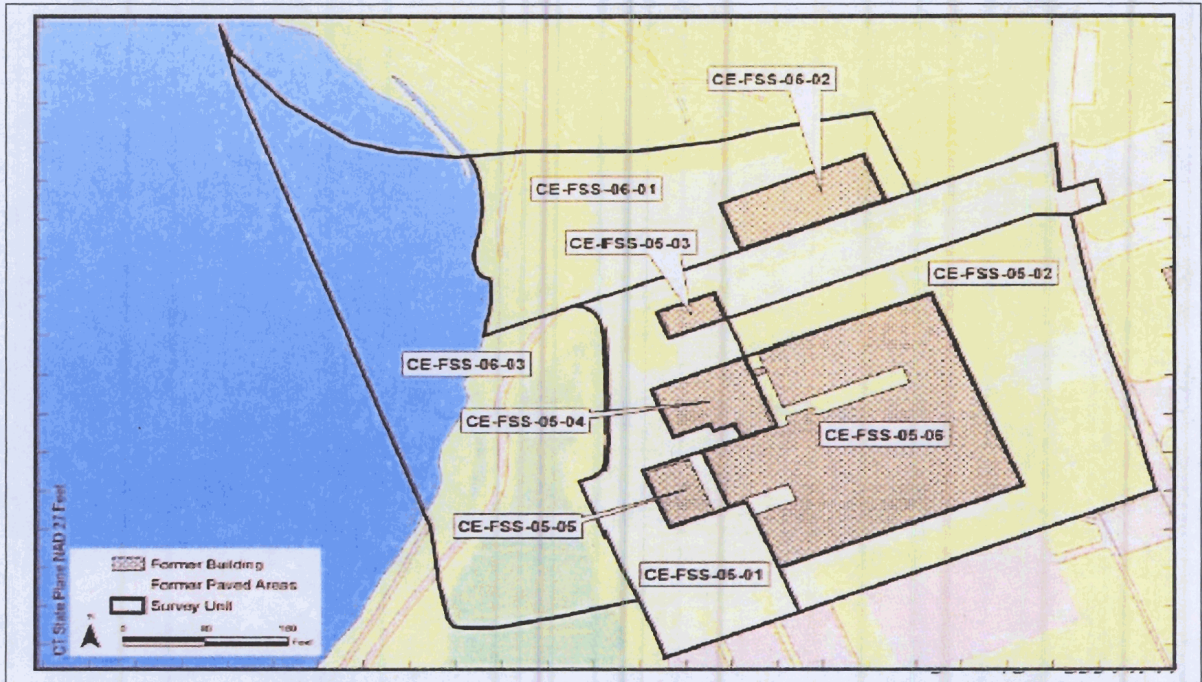 CE-FSS-06-02
CE-FSS-06-01
CE-FSS-05-03
CE-FSS-05-02
CE-FSS-06-03
CE-FSS-05-04
CE-FSS-05-06
CE-FSS-05-05
CE-FSS-05-01
CT State Plane NAD 27 Feet
Former Building
Former Paved Areas
Survey Unit
0
Feet